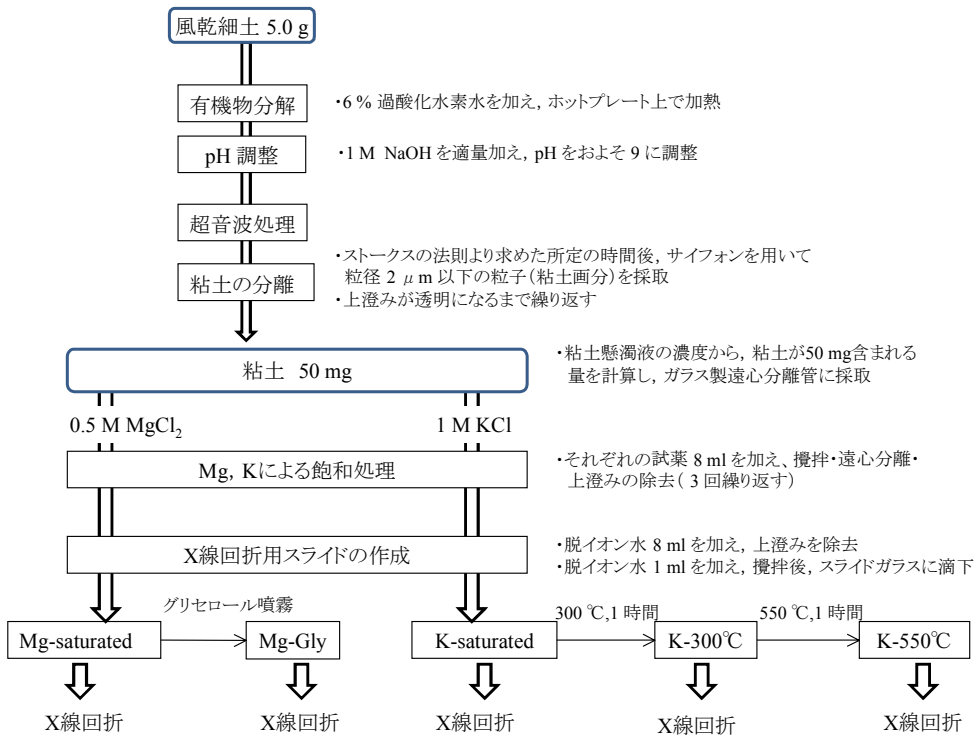 風乾細土 5.0 g
有機物分解
・6 % 過酸化水素水を加え，ホットプレート上で加熱
pH 調整
・1 M NaOH を適量加え，pH をおよそ 9 に調整
超音波処理
粘土の分離
・ストークスの法則より求めた所定の時間後，サイフォンを用いて
粒径 2 μm 以下の粒子（粘土画分）を採取
・上澄みが透明になるまで繰り返す
粘土 50 mg
・粘土懸濁液の濃度から，粘土が50 mg含まれる
量を計算し，ガラス製遠心分離管に採取
0.5 M MgCl₂
1 M KCl
Mg，Kによる飽和処理
・それぞれの試薬 8 ml を加え、攪拌・遠心分離・
上澄みの除去（ 3 回繰り返す）
X線回折用スライドの作成
・脱イオン水 8 ml を加え，上澄みを除去
・脱イオン水 1 ml を加え，攪拌後，スライドガラスに滴下
グリセロール噴霧
300 ℃,1 時間
550 ℃,1 時間
Mg-saturated
Mg-Gly
K-saturated
K-300℃
K-550℃
X線回折
X線回折
X線回折
X線回折
X線回折